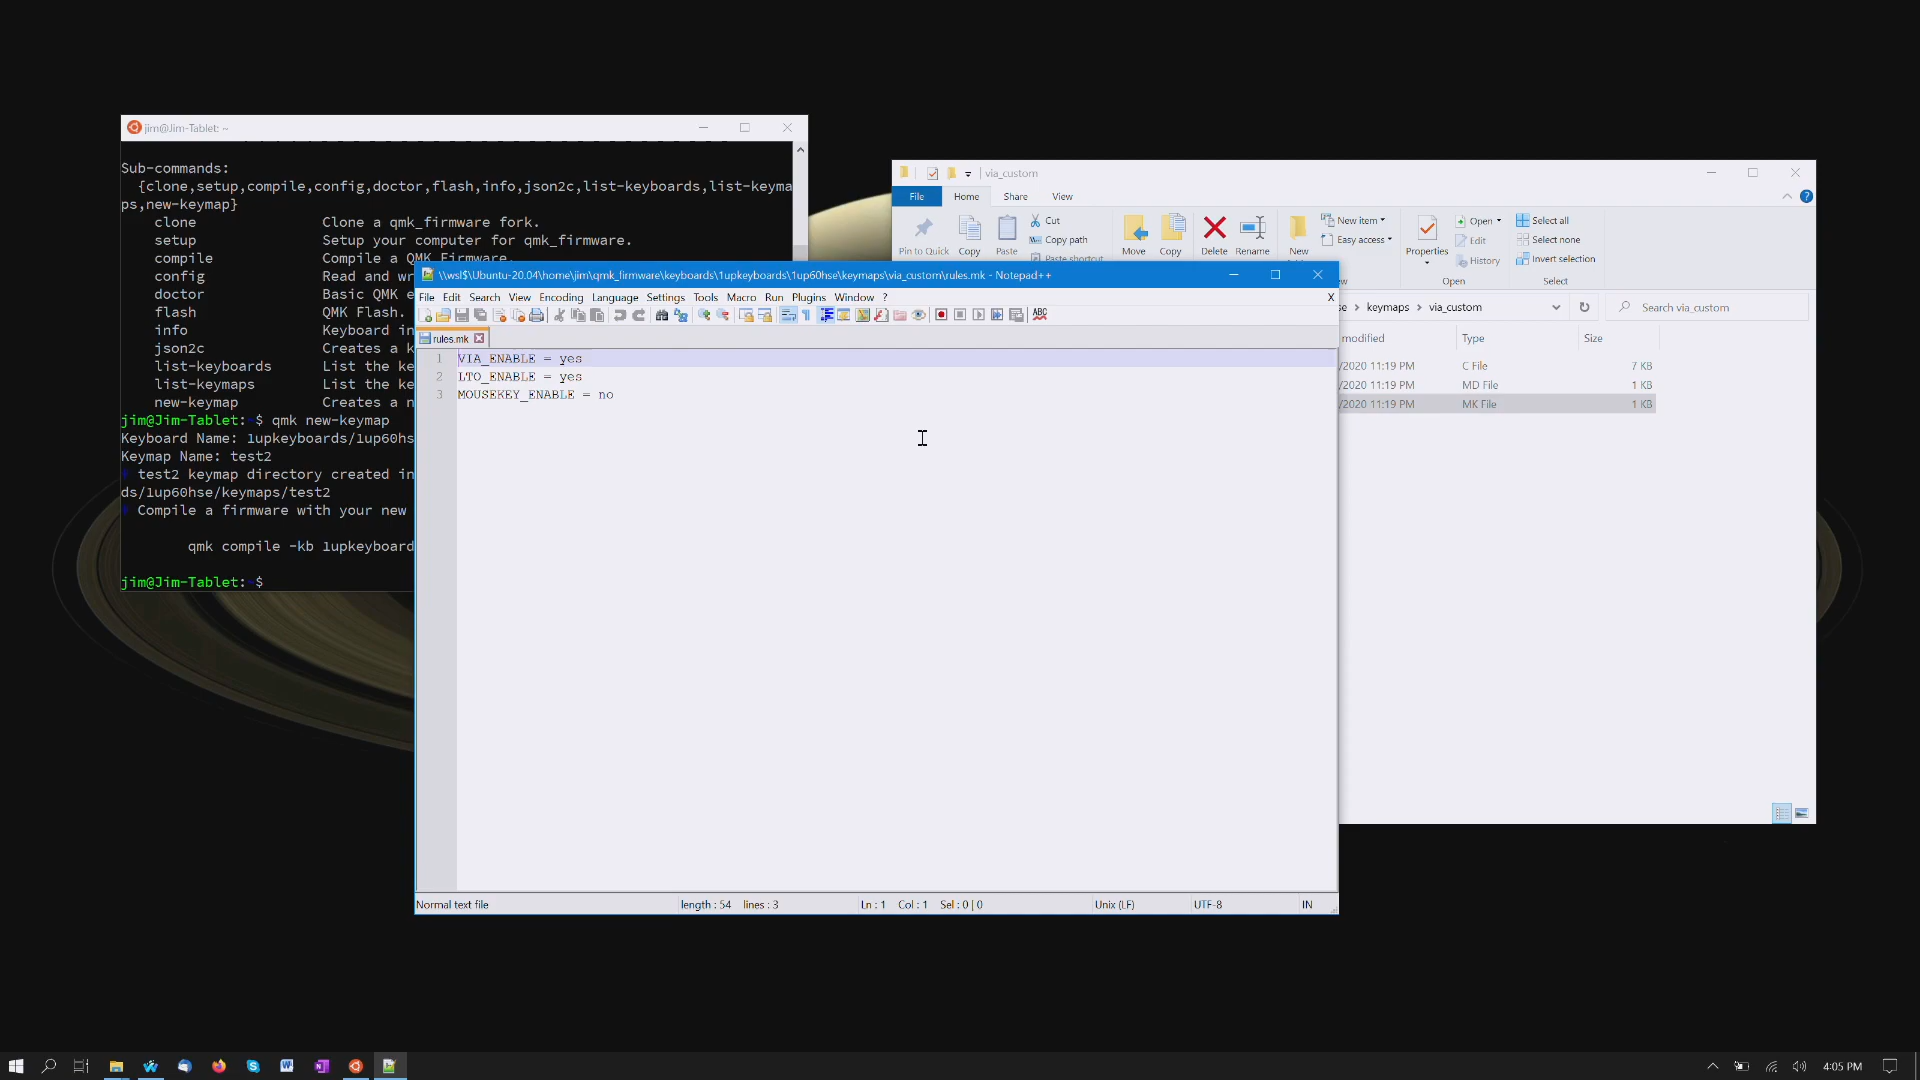 jim@Jim-Tablet: ~
Sub-commands:
{clone,setup,compile,config,doctor,flash,info,json2c,list-keyboards,list-keyma
ps,new-keymap}
clone Clone a qmk_firmware fork.
setup Setup your computer for qmk_firmware.
compile Compile a QMK Firmware.
config Read and wr
doctor Basic QMK e
flash QMK Flash.
info Keyboard in
json2c Creates a k
list-keyboards List the ke
list-keymaps List the ke
new-keymap Creates a n
jim@Jim-Tablet:~$ qmk new-keymap
Keyboard Name: 1upkeyboards/1up60hs
Keymap Name: test2
test2 keymap directory created in
ds/1up60hse/keymaps/test2
Compile a firmware with your new
qmk compile -kb 1upkeyboard
jim@Jim-Tablet:~$
via_custom
File Home Share View
Pin to Quick Copy Paste Cut Copy path Paste shortcut
Move Copy Delete Rename New
New item Easy access
Properties Open Edit History
Select all Select none Invert selection
Open Select
se > keymaps > via_custom
Search via_custom
modified Type Size
/2020 11:19 PM C File 7 KB
/2020 11:19 PM MD File 1 KB
/2020 11:19 PM MK File 1 KB
\\wsl$\Ubuntu-20.04\home\jim\qmk_firmware\keyboards\1upkeyboards\1up60hse\keymaps\via_custom\rules.mk - Notepad++
File Edit Search View Encoding Language Settings Tools Macro Run Plugins Window ? X
ABC
rules.mk
1 VIA_ENABLE = yes
2 LTO_ENABLE = yes
3 MOUSEKEY_ENABLE = no
Normal text file length : 54 lines : 3 Ln : 1 Col : 1 Sel : 0 | 0 Unix (LF) UTF-8 IN
4:05 PM